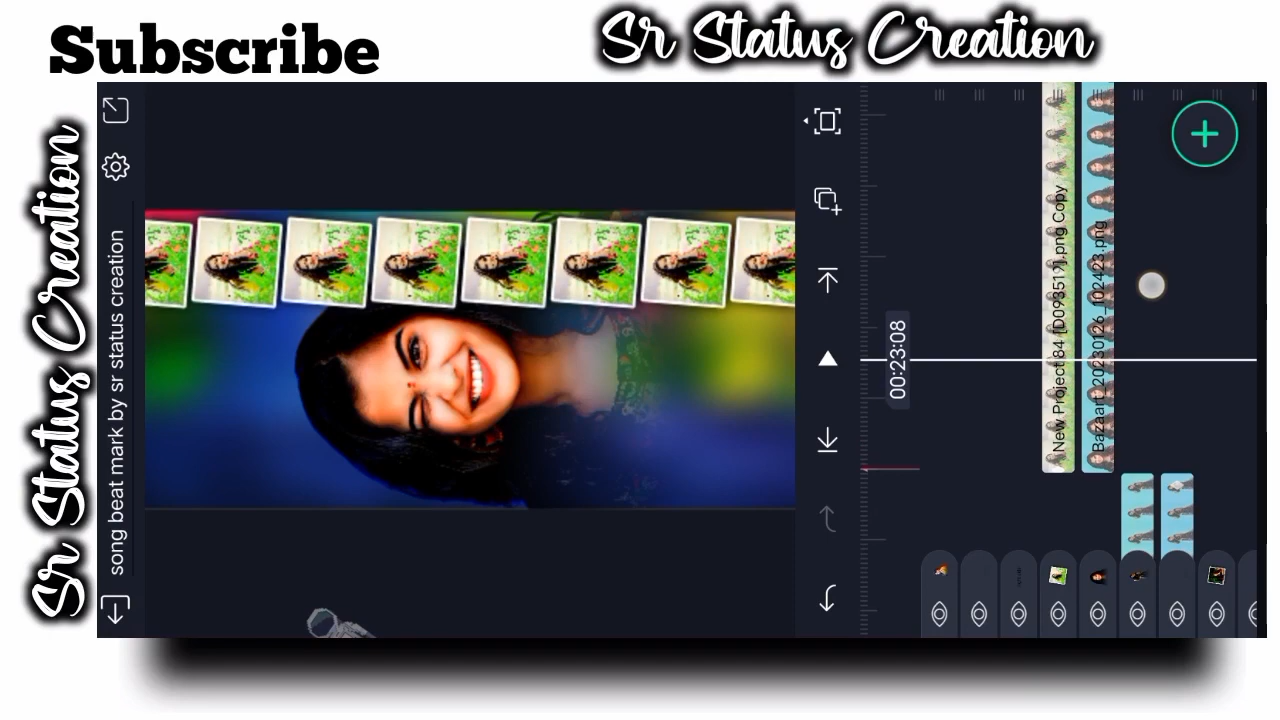 Subscribe
Sr Status Creation
Sr Status Creation
song beat mark by sr status creation
00:23:08
New Project 84 [D093519].png Copy
Bazaart_20230126_102423.png